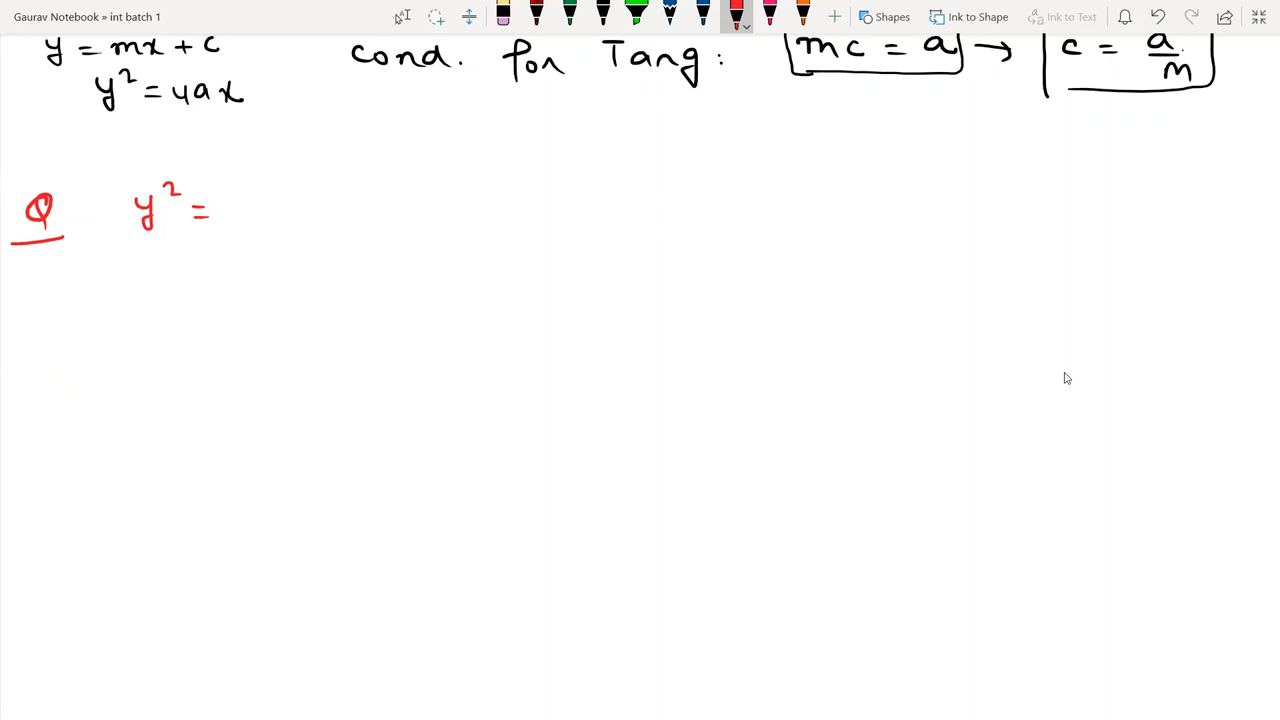 Gaurav Notebook » int batch 1
Shapes Ink to Shape Ink to Text
y = mx + c cond. for Tang: mc = a → c = a/m
y² = 4ax
Q y² =